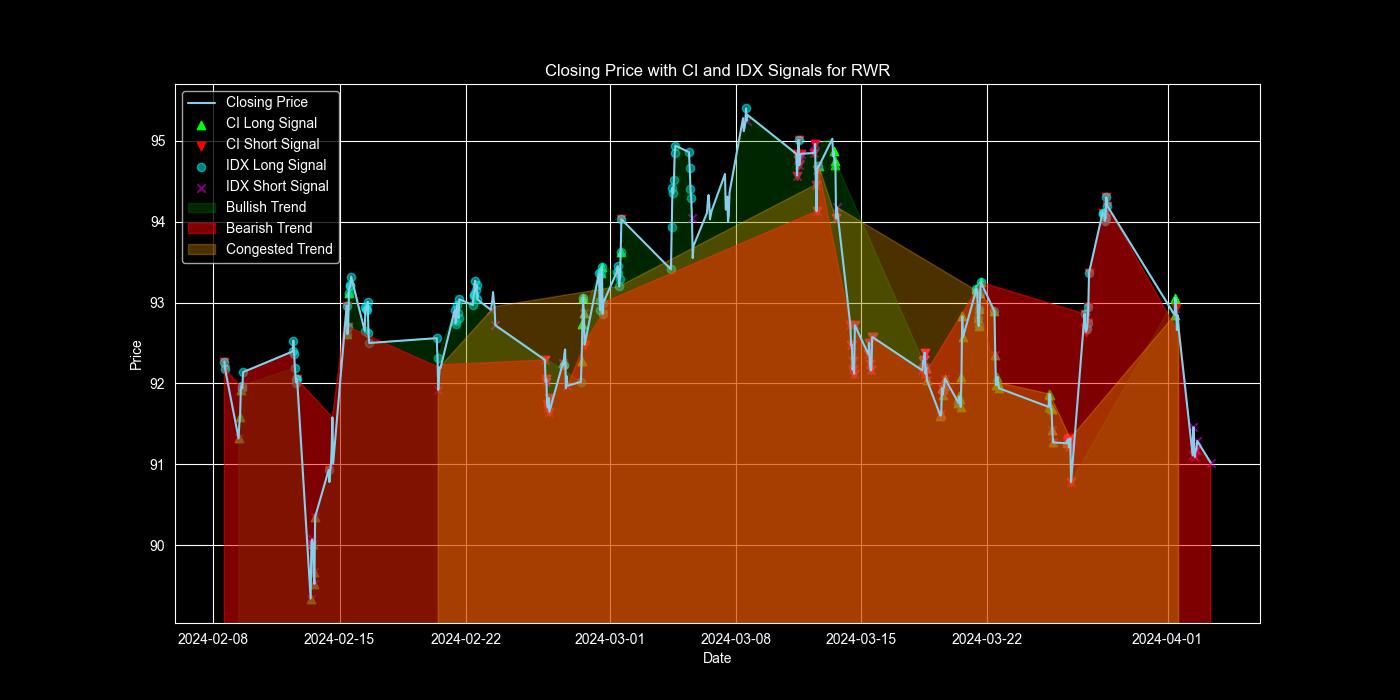 Closing Price with CI and IDX Signals for RWR
Closing Price
CI Long Signal
CI Short Signal
IDX Long Signal
IDX Short Signal
Bullish Trend
Bearish Trend
Congested Trend
95
94
93
92
91
90
Price
2024-02-08 2024-02-15 2024-02-22 2024-03-01 2024-03-08 2024-03-15 2024-03-22 2024-04-01
Date